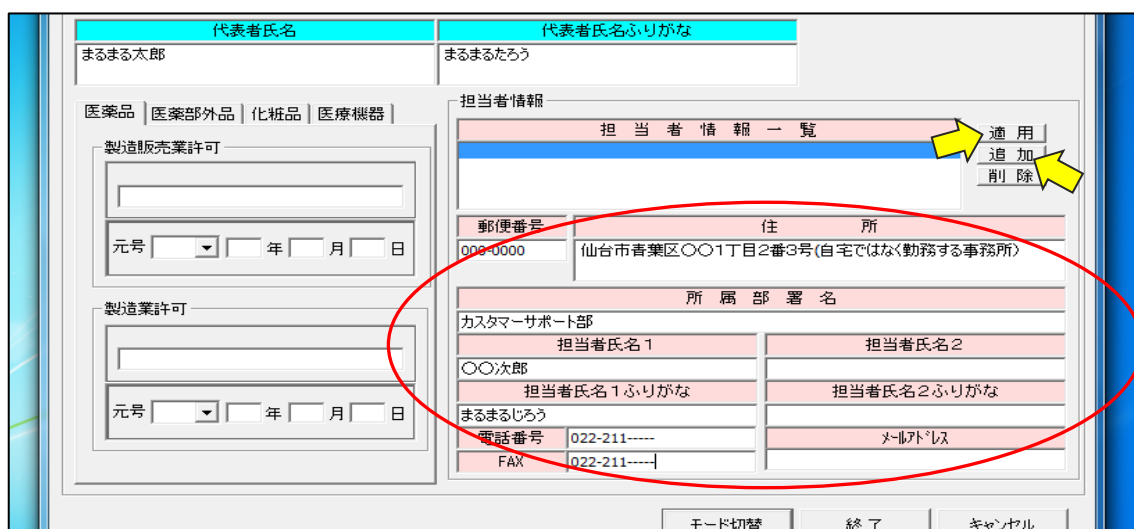 代表者氏名 代表者氏名ふりがな
まるまる太郎 まるまるたろう
医薬品 医薬部外品 化粧品 医療機器
製造販売業許可
元号 年 月 日
製造業許可
元号 年 月 日
担当者情報
担当者情報一覧
適用
追加
削除
郵便番号 住所
000-0000 仙台市青葉区〇〇1丁目2番3号(自宅ではなく勤務する事務所)
所属部署名
カスタマーサポート部
担当者氏名1 担当者氏名2
〇〇次郎
担当者氏名1ふりがな 担当者氏名2ふりがな
まるまるじろう
電話番号 022-211----- メールアドレス
FAX 022-211-----
モード切替 終了 キャンセル